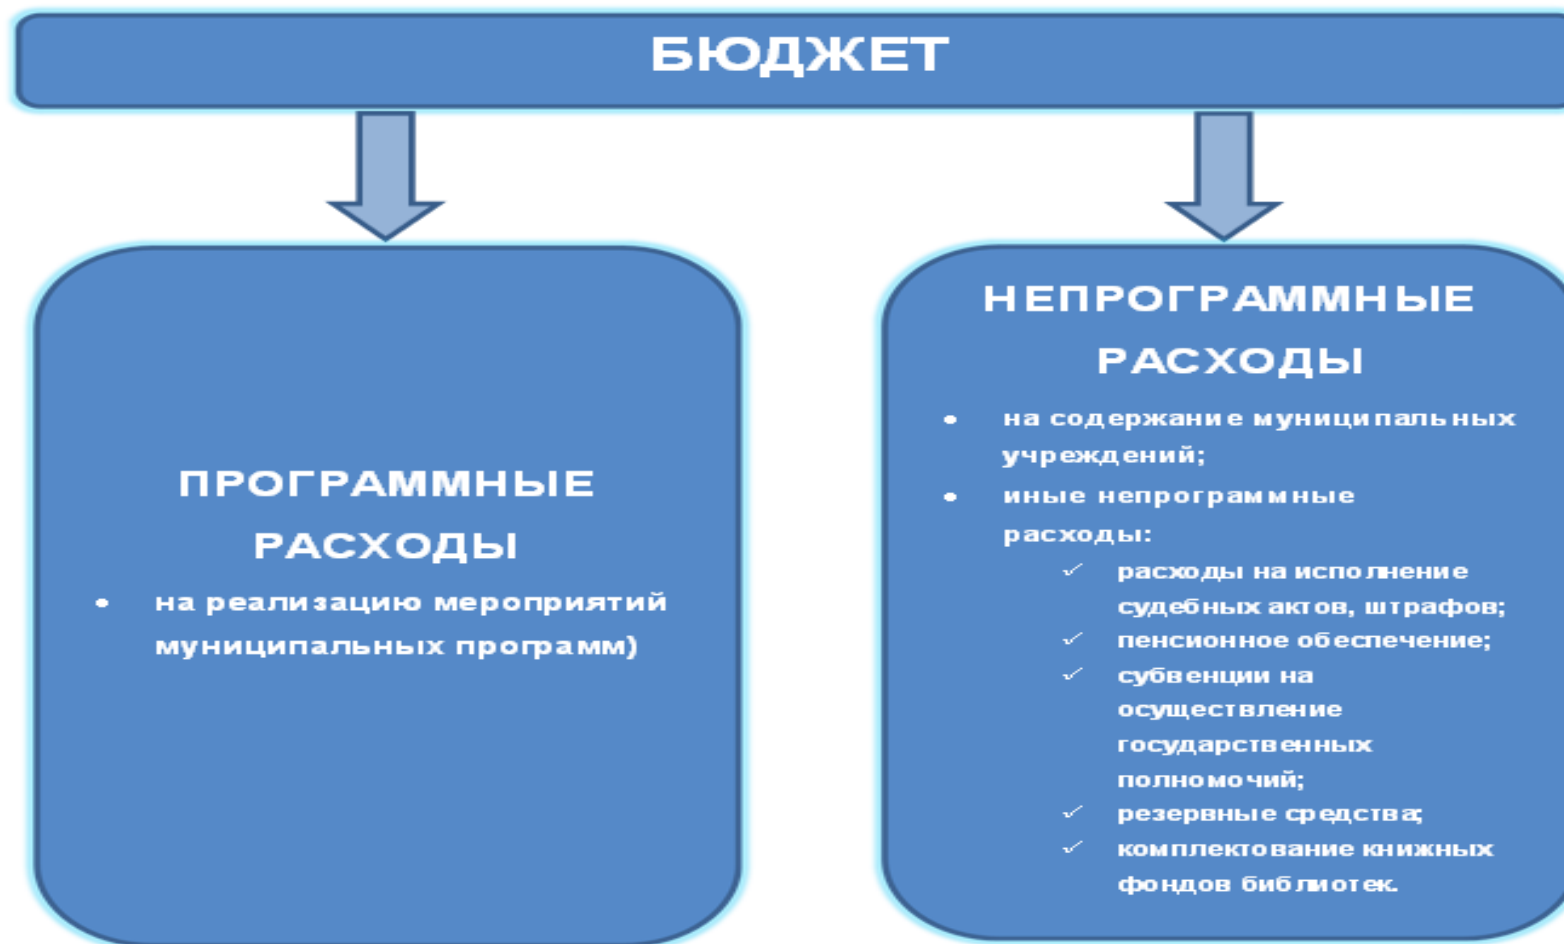 БЮДЖЕТ
ПРОГРАММНЫЕ
РАСХОДЫ
• на реализацию мероприятий
муниципальных программ)
НЕПРОГРАММНЫЕ
РАСХОДЫ
• на содержание муниципальных
учреждений;
• иные непрограммные
расходы:
✓ расходы на исполнение
судебных актов, штрафов;
✓ пенсионное обеспечение;
✓ субвенции на
осуществление
государственных
полномочий;
✓ резервные средства;
✓ комплектование книжных
фондов библиотек.